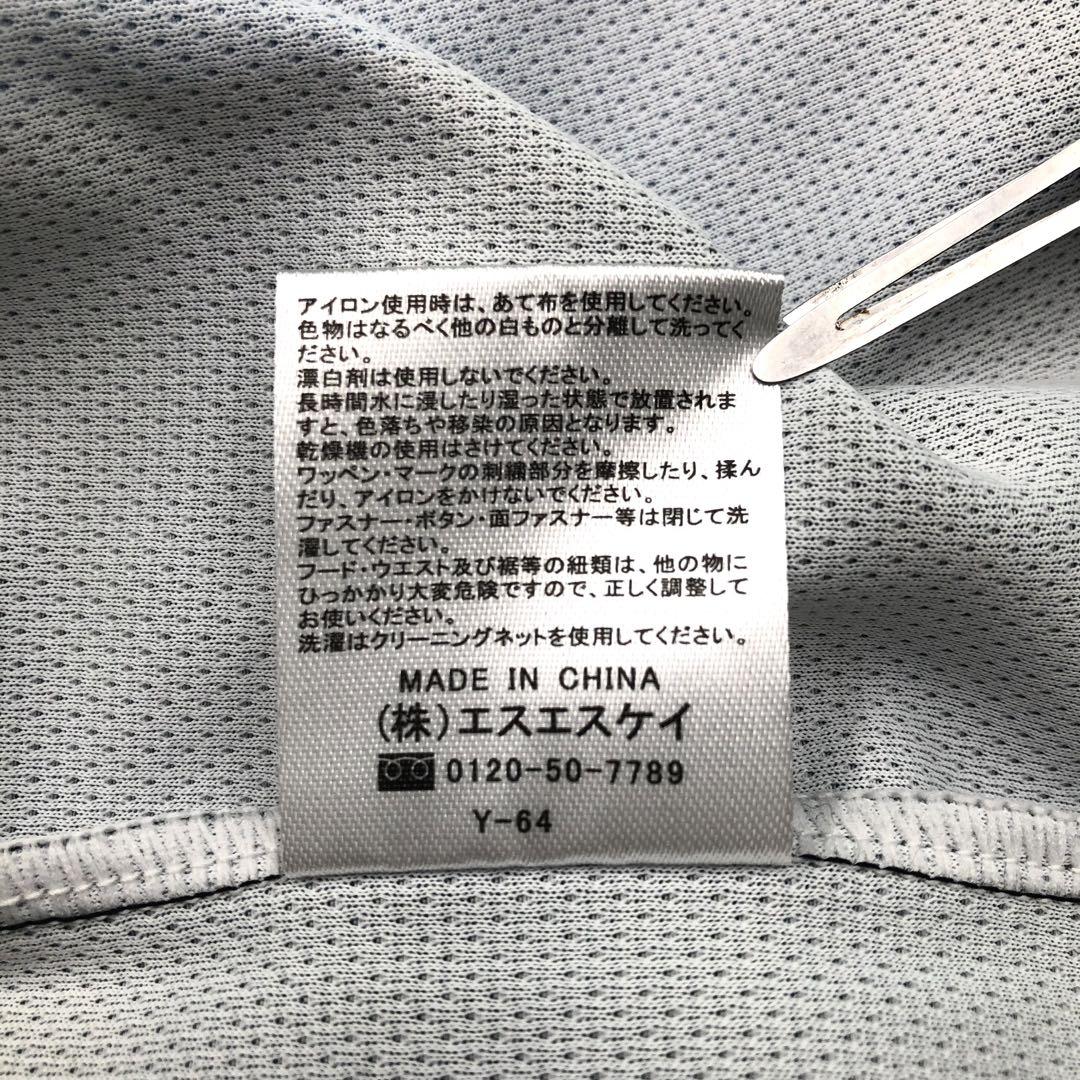 アイロン使用時は、あて布を使用してください。
色物はなるべく他の白ものと分離して洗ってく
ださい。
漂白剤は使用しないでください。
長時間水に浸したり湿った状態で放置されま
すと、色落ちや移染の原因となります。
乾燥機の使用はさけてください。
ワッペン・マークの刺繍部分を摩擦したり、揉ん
だり、アイロンをかけないでください。
ファスナー・ボタン・面ファスナー等は閉じて洗
濯してください。
フード・ウエスト及び裾等の紐類は、他の物に
ひっかかり大変危険ですので、正しく調整して
お使いください。
洗濯はクリーニングネットを使用してください。
MADE IN CHINA
(株)エスエスケイ
0120-50-7789
Y-64